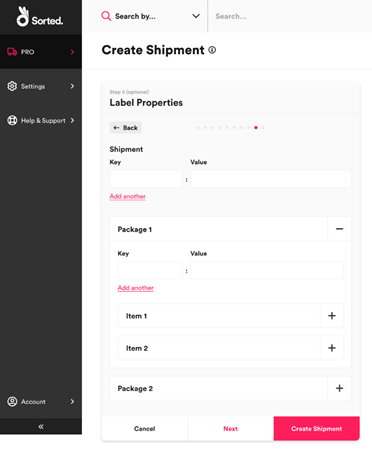 Sorted.
Search by...
Search...
PRO
Create Shipment
Settings
Help & Support
Step 9 (optional)
Label Properties
← Back
Shipment
Key Value
:
Add another
Package 1
Key Value
:
Add another
Item 1
Item 2
Package 2
Account
Cancel Next Create Shipment
«